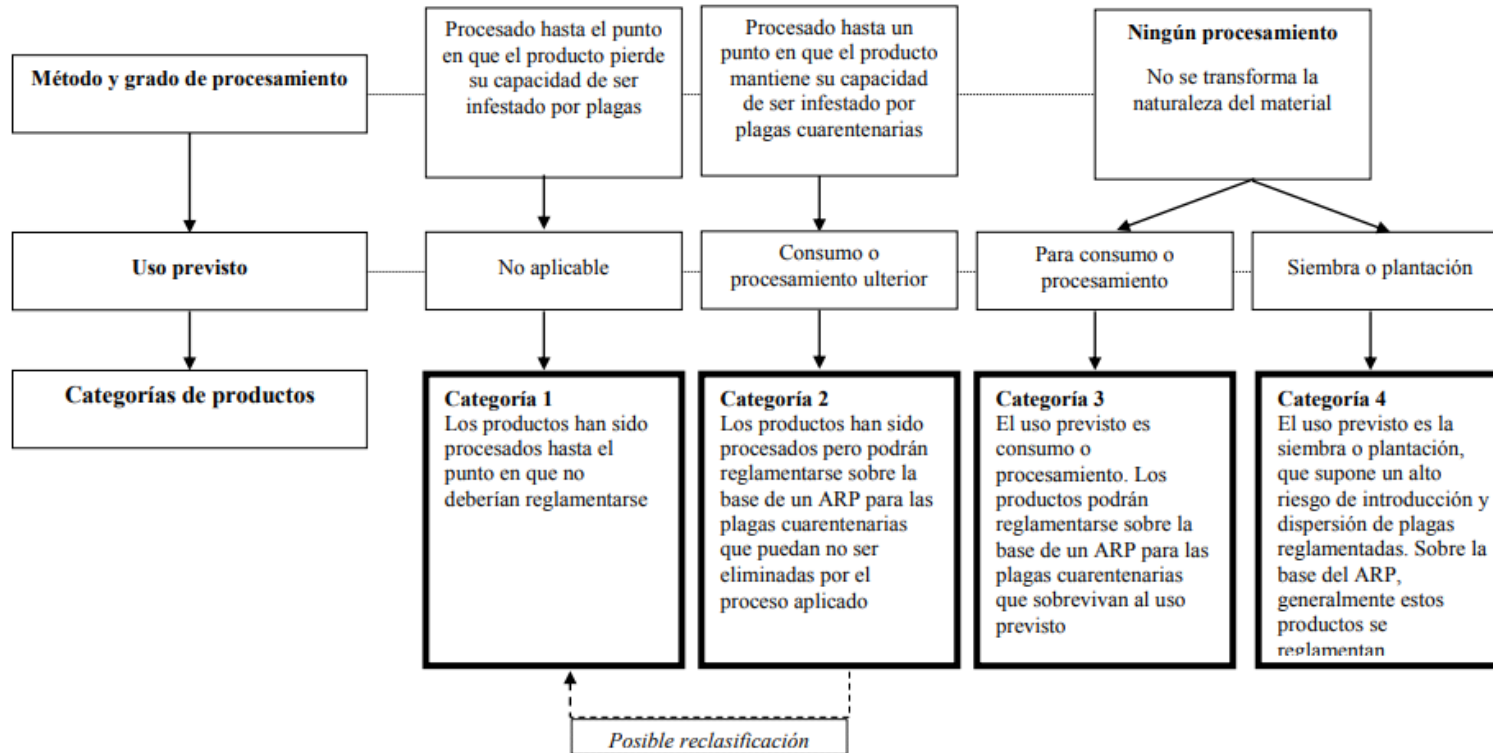 Método y grado de procesamiento
Procesado hasta el punto
en que el producto pierde
su capacidad de ser
infestado por plagas
Procesado hasta un
punto en que el producto
mantiene su capacidad
de ser infestado por
plagas cuarentenarias
Ningún procesamiento
No se transforma la
naturaleza del material
Uso previsto
No aplicable
Consumo o
procesamiento ulterior
Para consumo o
procesamiento
Siembra o plantación
Categorías de productos
Categoría 1
Los productos han sido
procesados hasta el
punto en que no
deberían reglamentarse
Categoría 2
Los productos han sido
procesados pero podrán
reglamentarse sobre la
base de un ARP para las
plagas cuarentenarias
que puedan no ser
eliminadas por el
proceso aplicado
Categoría 3
El uso previsto es
consumo o
procesamiento. Los
productos podrán
reglamentarse sobre la
base de un ARP para las
plagas cuarentenarias
que sobrevivan al uso
previsto
Categoría 4
El uso previsto es la
siembra o plantación,
que supone un alto
riesgo de introducción y
dispersión de plagas
reglamentadas. Sobre la
base del ARP,
generalmente estos
productos se
reglamentan
Posible reclasificación